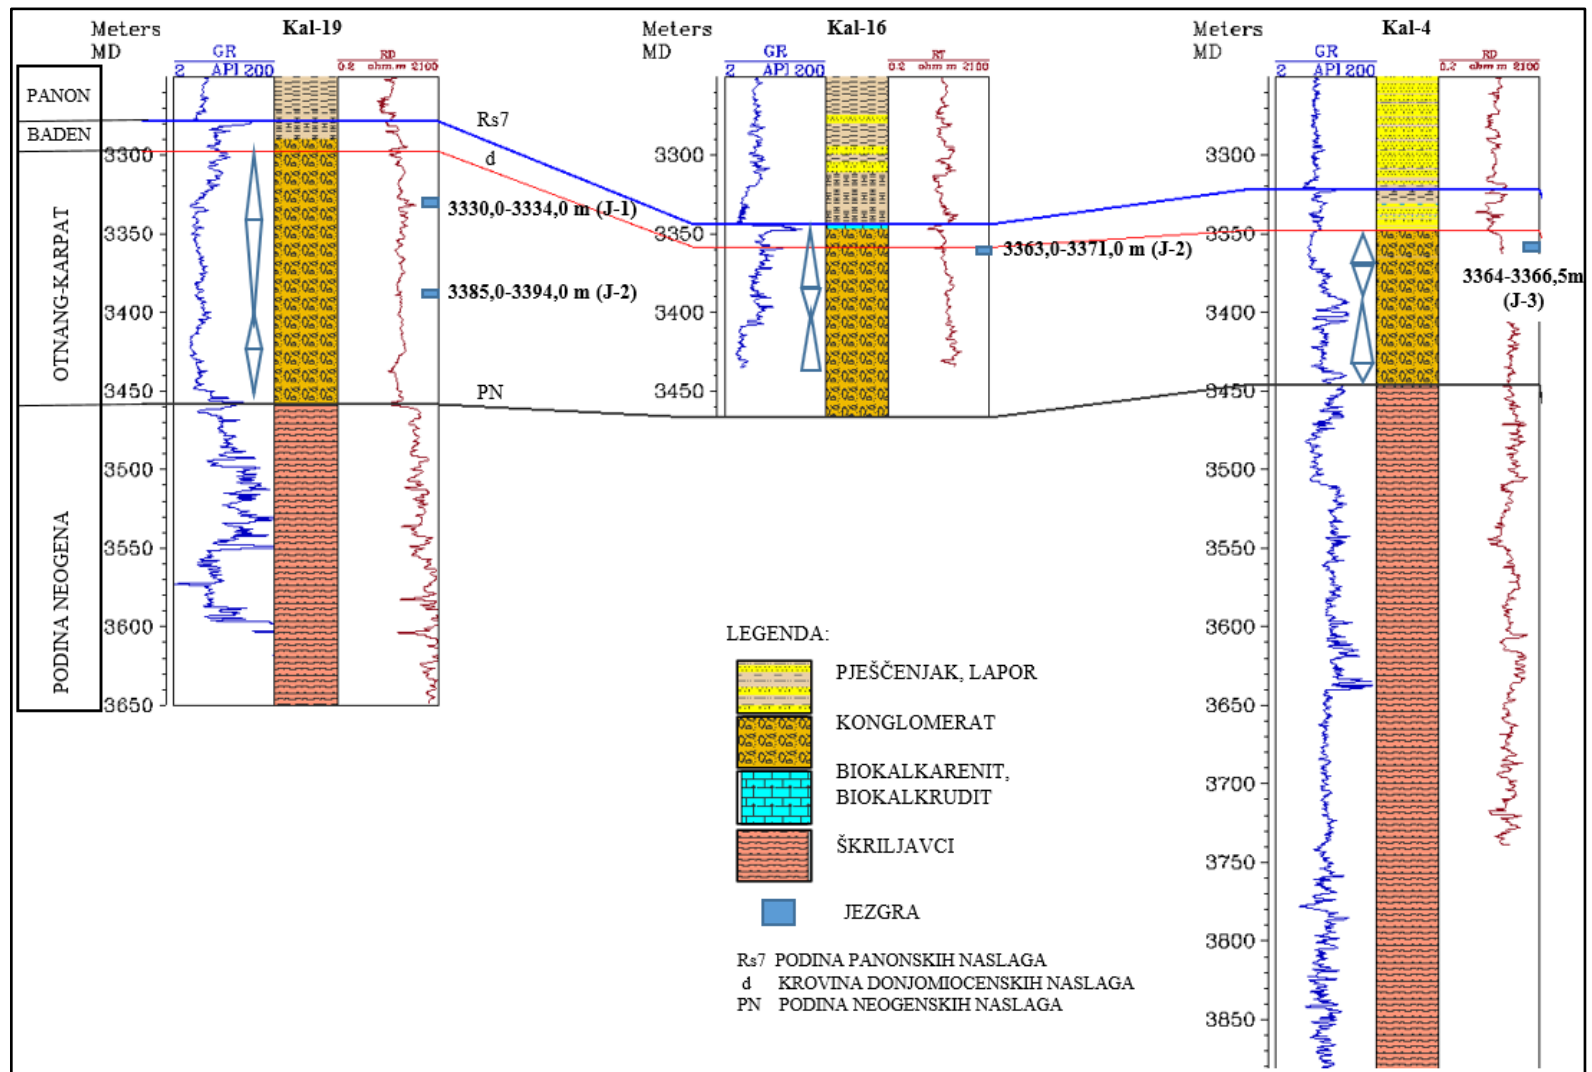 Meters
MD
Kal-19
GR
2 API 200
RD
0.2 ohm.m 2100
Meters
MD
Kal-16
GR
2 API 200
RT
0.2 ohm m 2100
Meters
MD
Kal-4
GR
2 API 200
RD
0.2 ohm m 2100
PANON
BADEN
OTNANG-KARPAT
PODINA NEOGENA
3300
3350
3400
3450
3500
3550
3600
3650
Rs7
d
3330,0-3334,0 m (J-1)
3385,0-3394,0 m (J-2)
PN
3300
3350
3400
3450
3363,0-3371,0 m (J-2)
3300
3350
3400
3450
3500
3550
3600
3650
3700
3750
3800
3850
3364-3366,5m
(J-3)
LEGENDA:
PJEŠČENJAK, LAPOR
KONGLOMERAT
BIOKALKARENIT,
BIOKALKRUDIT
ŠKRILJAVCI
JEZGRA
Rs7 PODINA PANONSKIH NASLAGA
d KROVINA DONJOMIOCENSKIH NASLAGA
PN PODINA NEOGENSKIH NASLAGA